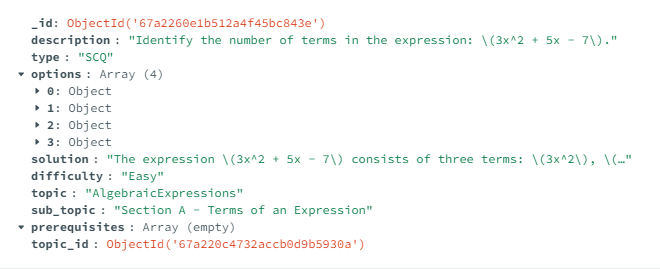 _id: ObjectId('67a2260e1b512a4f45bc843e')
description : "Identify the number of terms in the expression: \(3x^2 + 5x − 7\)."
type : "SCQ"
options : Array (4)
0: Object
1: Object
2: Object
3: Object
solution : "The expression \(3x^2 + 5x − 7\) consists of three terms: \(3x^2\), \(…"
difficulty : "Easy"
topic : "AlgebraicExpressions"
sub_topic : "Section A - Terms of an Expression"
prerequisites : Array (empty)
topic_id : ObjectId('67a220c4732accb0d9b5930a')